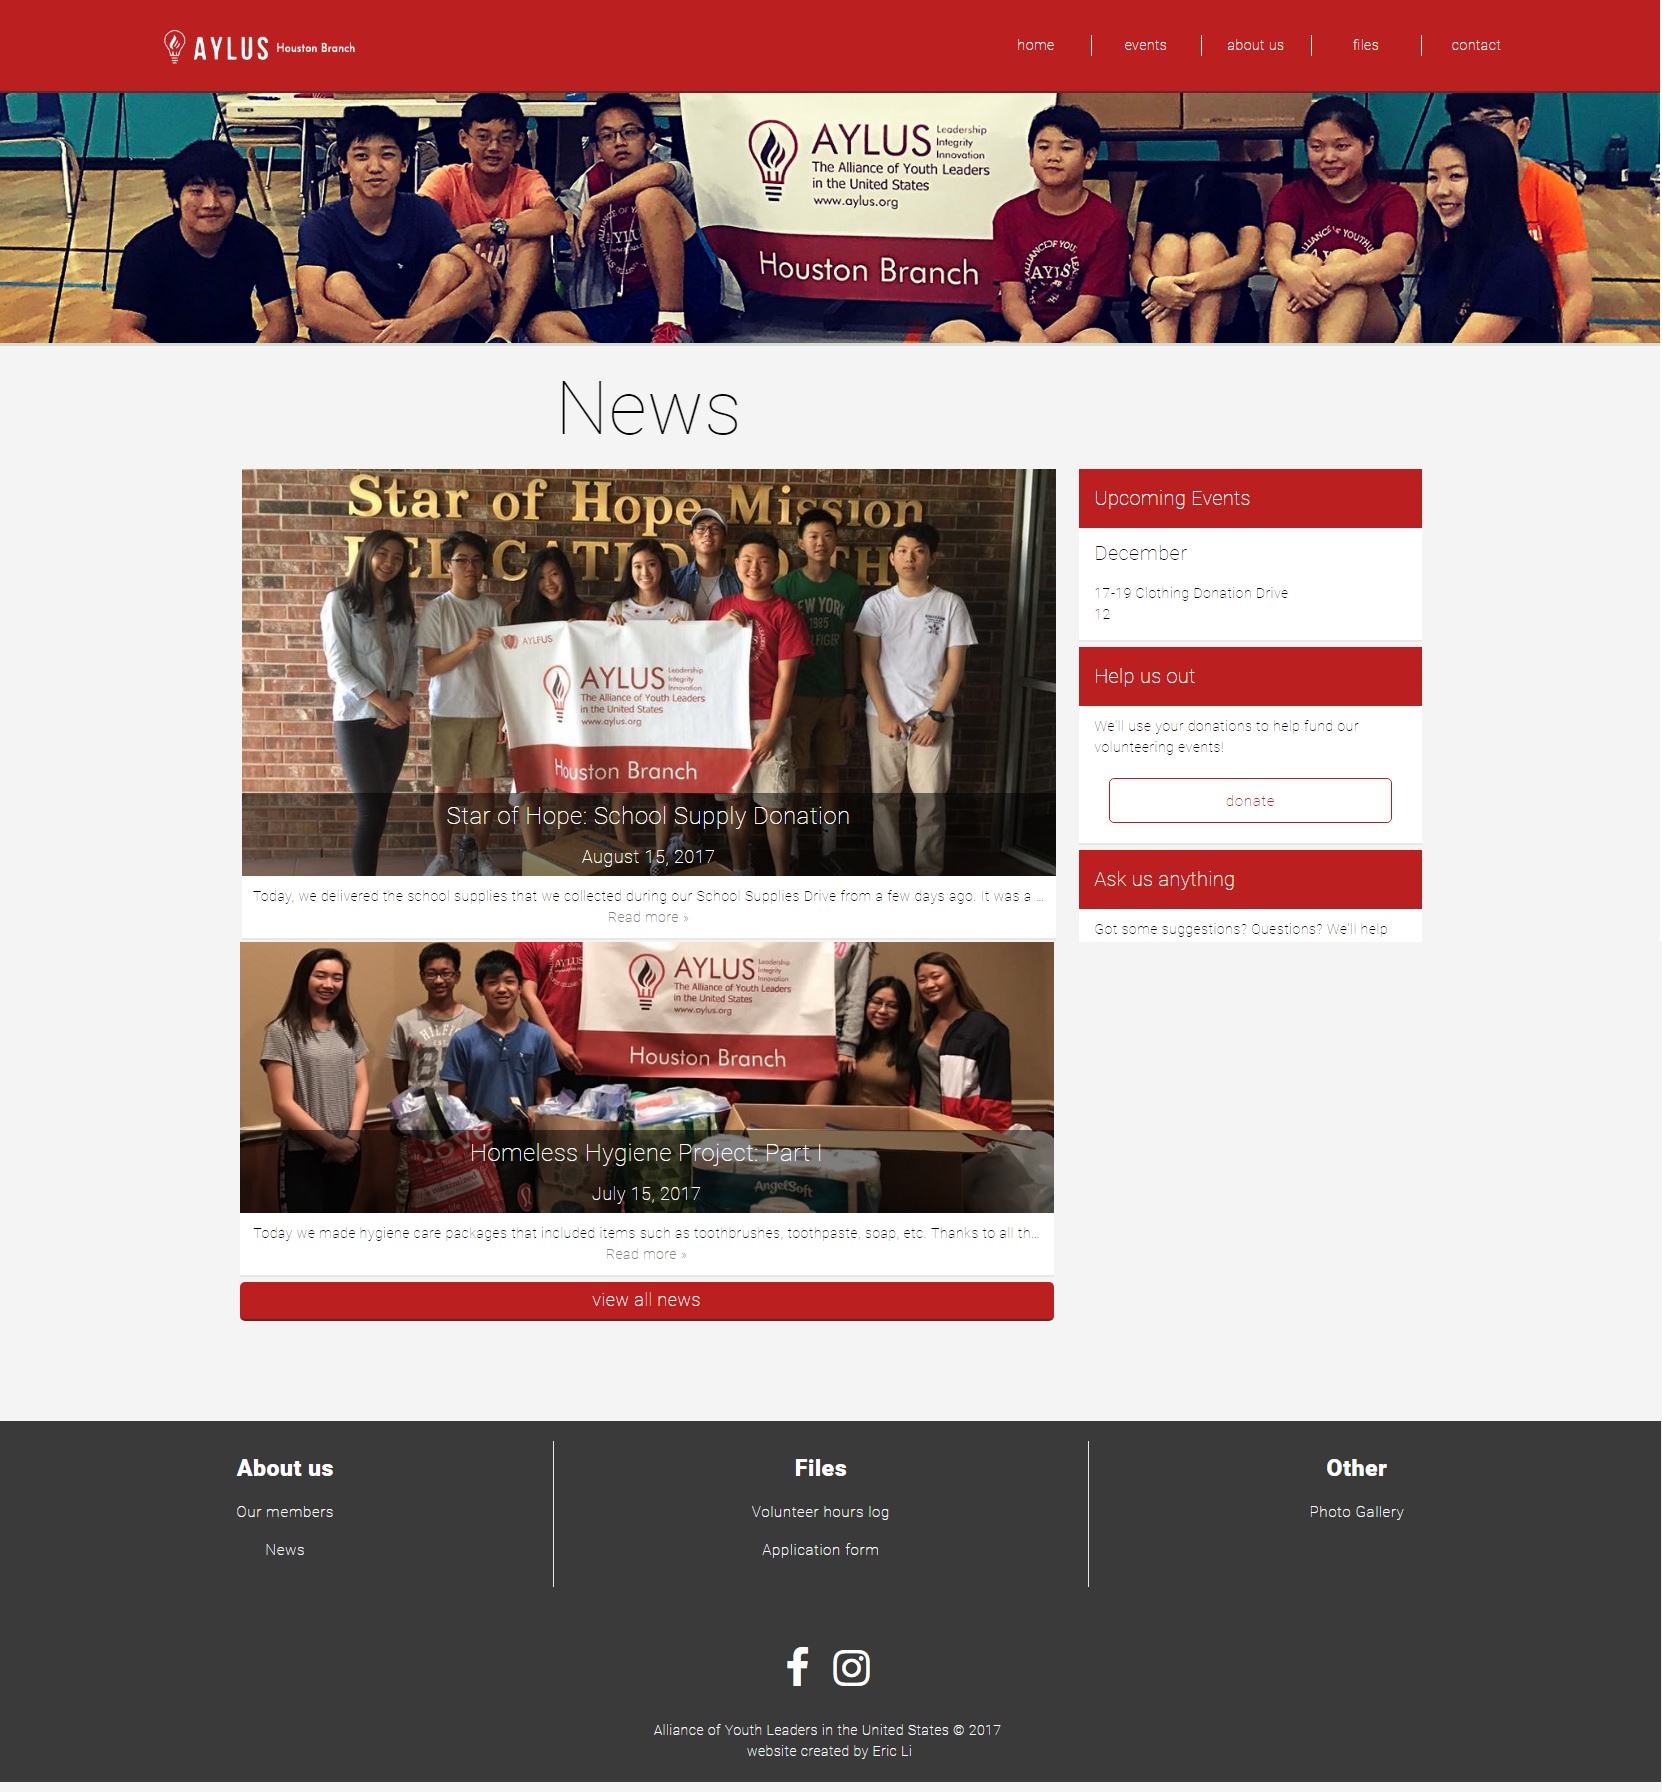 AYLUS Houston Branch
home
events
about us
files
contact
AYLUS Leadership
Integrity
Innovation
The Alliance of Youth Leaders
in the United States
www.aylus.org
Houston Branch
News
Star of Hope Mission
NEW YORK
1985
AYLUS Leadership
Integrity
Innovation
The Alliance of Youth Leaders
in the United States
www.aylus.org
Houston Branch
Star of Hope: School Supply Donation
August 15, 2017
Today, we delivered the school supplies that we collected during our School Supplies Drive from a few days ago. It was a ...
Read more »
AYLUS Leadership
Integrity
Innovation
The Alliance of Youth Leaders
in the United States
www.aylus.org
Houston Branch
AngelSoft
Homeless Hygiene Project: Part I
July 15, 2017
Today we made hygiene care packages that included items such as toothbrushes, toothpaste, soap, etc. Thanks to all th...
Read more »
view all news
Upcoming Events
December
17-19 Clothing Donation Drive
12
Help us out
We'll use your donations to help fund our
volunteering events!
donate
Ask us anything
Got some suggestions? Questions? We'll help
About us
Our members
News
Files
Volunteer hours log
Application form
Other
Photo Gallery
Alliance of Youth Leaders in the United States © 2017
website created by Eric Li